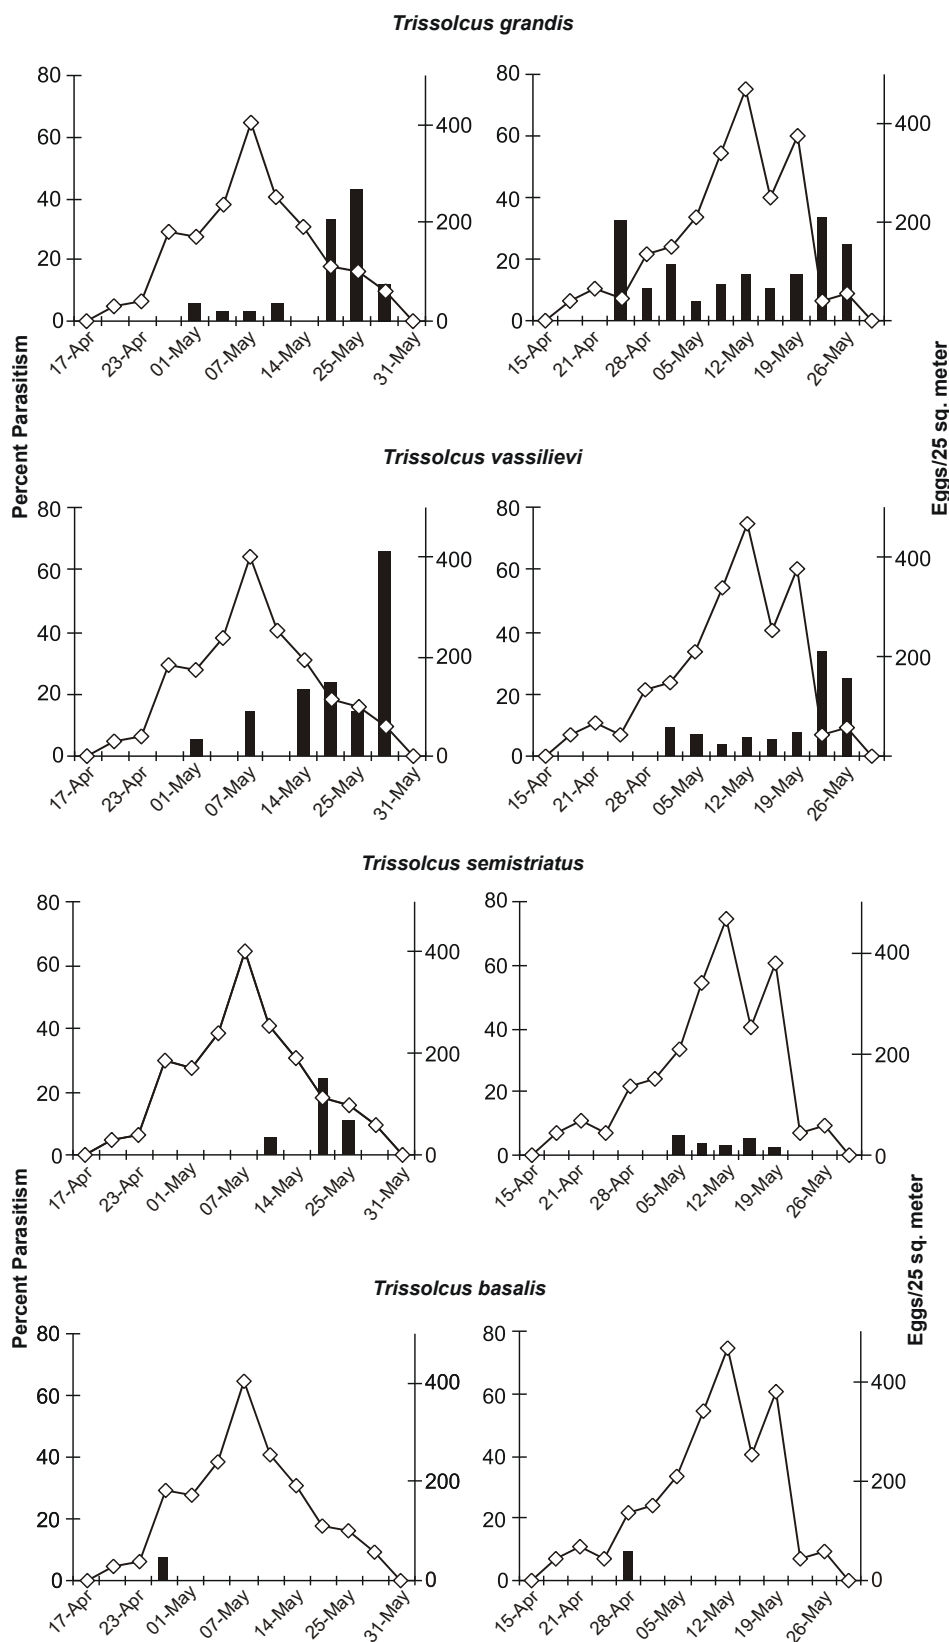 Trissolcus grandis
80
60
40
20
0
400
200
0
17-Apr
23-Apr
01-May
07-May
14-May
25-May
31-May
80
60
40
20
0
400
200
0
15-Apr
21-Apr
28-Apr
05-May
12-May
19-May
26-May
Percent Parasitism
Eggs/25 sq. meter
Trissolcus vassilievi
80
60
40
20
0
400
200
0
17-Apr
23-Apr
01-May
07-May
14-May
25-May
31-May
80
60
40
20
0
400
200
0
15-Apr
21-Apr
28-Apr
05-May
12-May
19-May
26-May
Trissolcus semistriatus
80
60
40
20
0
400
200
0
17-Apr
23-Apr
01-May
07-May
14-May
25-May
31-May
80
60
40
20
0
400
200
0
15-Apr
21-Apr
28-Apr
05-May
12-May
19-May
26-May
Percent Parasitism
Eggs/25 sq. meter
Trissolcus basalis
80
60
40
20
0
400
200
0
17-Apr
23-Apr
01-May
07-May
14-May
25-May
31-May
80
60
40
20
0
400
200
0
15-Apr
21-Apr
28-Apr
05-May
12-May
19-May
26-May